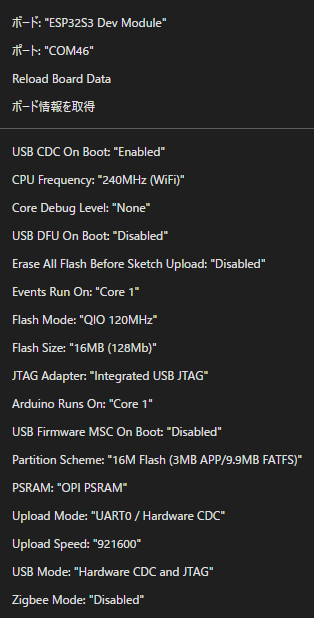 ボード: "ESP32S3 Dev Module"
ポート: "COM46"
Reload Board Data
ボード情報を取得
USB CDC On Boot: "Enabled"
CPU Frequency: "240MHz (WiFi)"
Core Debug Level: "None"
USB DFU On Boot: "Disabled"
Erase All Flash Before Sketch Upload: "Disabled"
Events Run On: "Core 1"
Flash Mode: "QIO 120MHz"
Flash Size: "16MB (128Mb)"
JTAG Adapter: "Integrated USB JTAG"
Arduino Runs On: "Core 1"
USB Firmware MSC On Boot: "Disabled"
Partition Scheme: "16M Flash (3MB APP/9.9MB FATFS)"
PSRAM: "OPI PSRAM"
Upload Mode: "UART0 / Hardware CDC"
Upload Speed: "921600"
USB Mode: "Hardware CDC and JTAG"
Zigbee Mode: "Disabled"